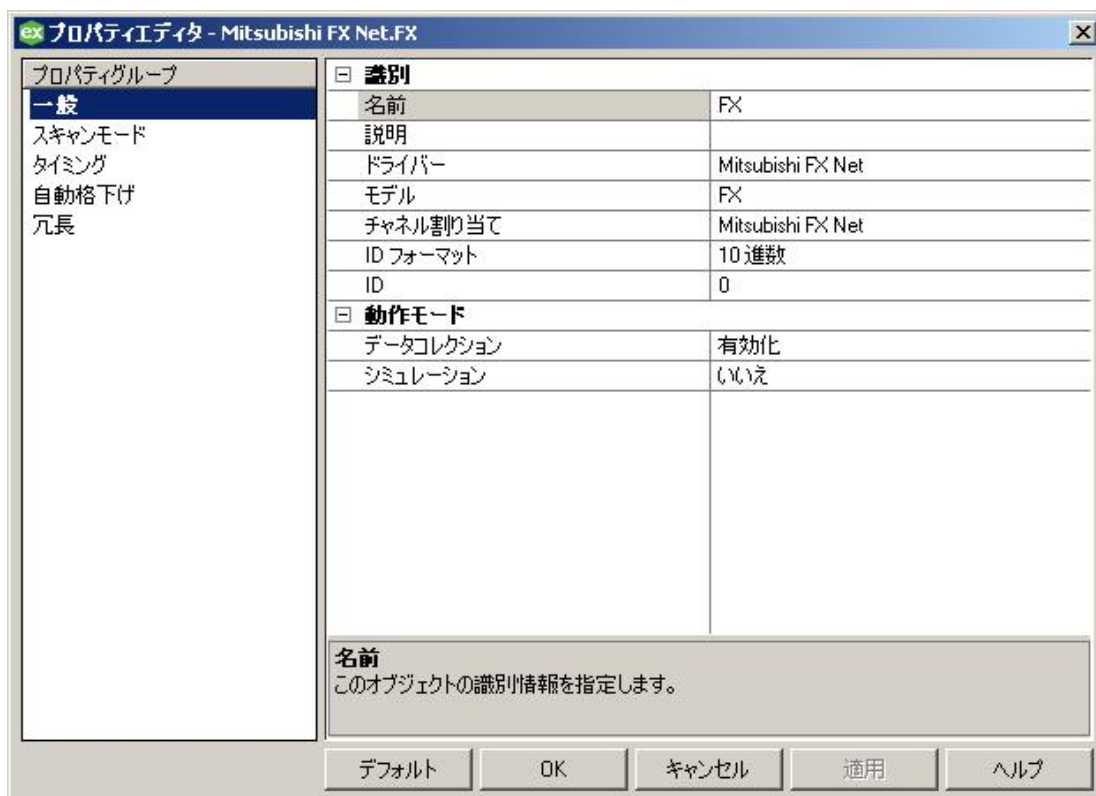 ex プロパティエディタ - Mitsubishi FX Net.FX
プロパティグループ
一般
スキャンモード
タイミング
自動格下げ
冗長
識別
名前 FX
説明
ドライバー Mitsubishi FX Net
モデル FX
チャネル割り当て Mitsubishi FX Net
ID フォーマット 10 進数
ID 0
動作モード
データコレクション 有効化
シミュレーション いいえ
名前
このオブジェクトの識別情報を指定します。
デフォルト OK キャンセル 適用 ヘルプ